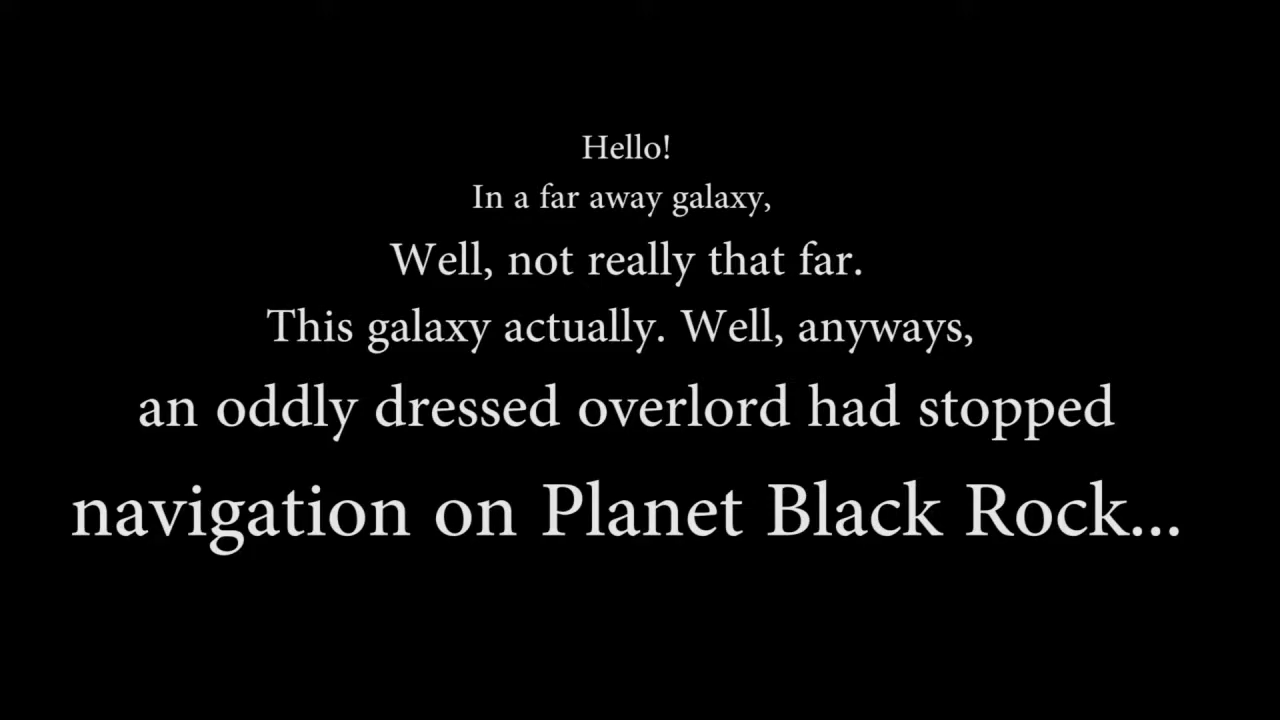 Hello!
In a far away galaxy,
Well, not really that far.
This galaxy actually. Well, anyways,
an oddly dressed overlord had stopped
navigation on Planet Black Rock...